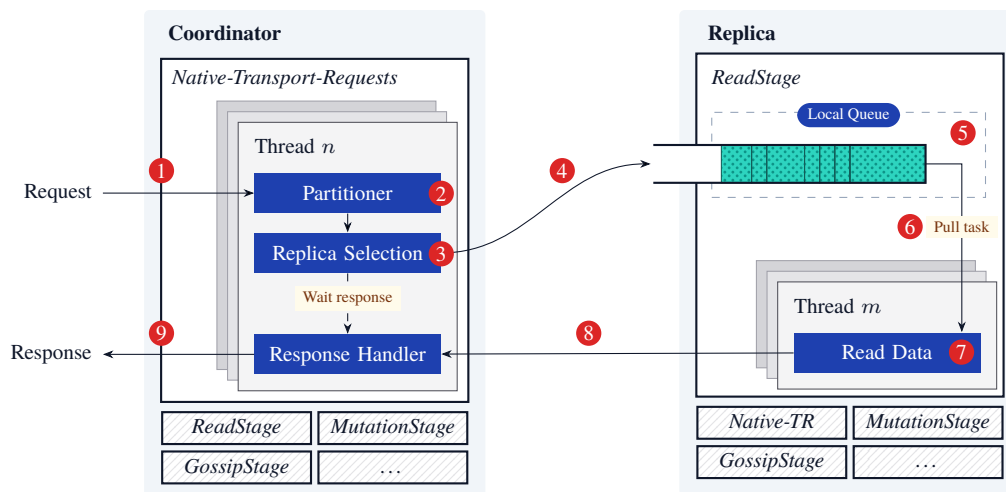 Coordinator
Native-Transport-Requests
Thread n
Request
1
Partitioner
2
Replica Selection
3
Wait response
4
9
Response
Response Handler
8
ReadStage
MutationStage
GossipStage
...
Replica
ReadStage
Local Queue
5
6
Pull task
Thread m
Read Data
7
Native-TR
MutationStage
GossipStage
...